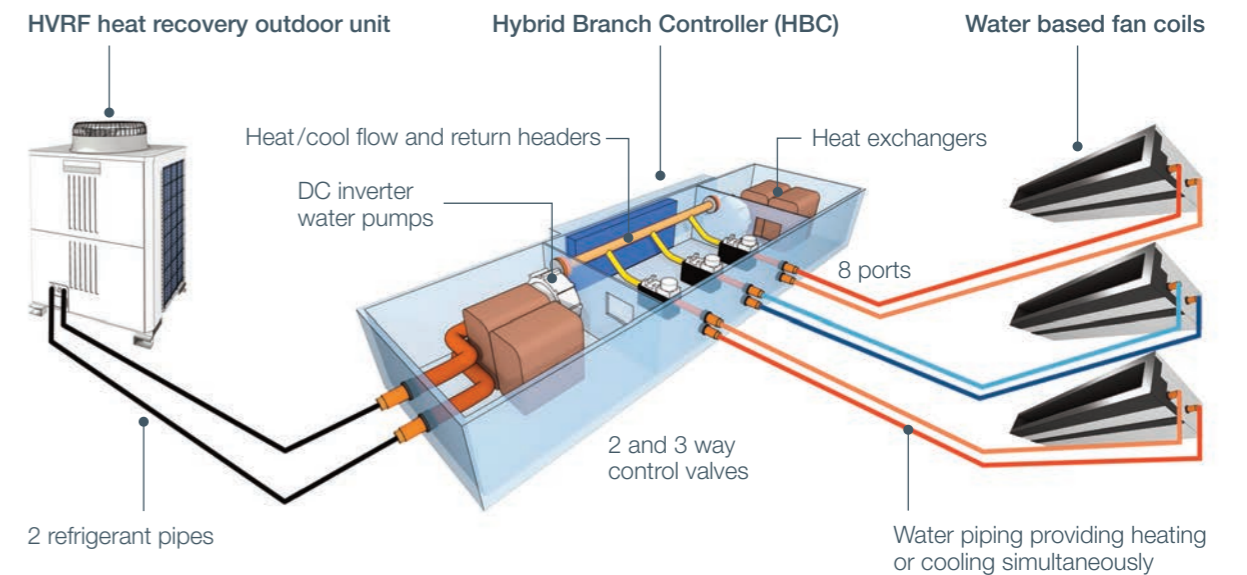 HVRF heat recovery outdoor unit
Hybrid Branch Controller (HBC)
Water based fan coils
Heat/cool flow and return headers
Heat exchangers
DC inverter
water pumps
8 ports
2 and 3 way
control valves
2 refrigerant pipes
Water piping providing heating
or cooling simultaneously